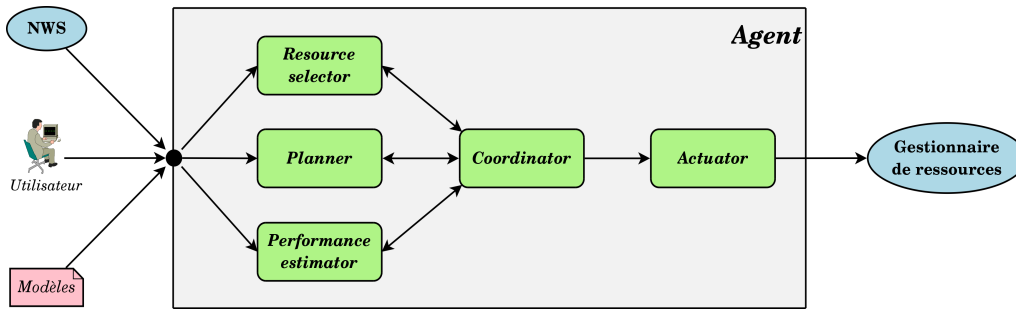 NWS
Agent
Resource
selector
Planner
Coordinator
Actuator
Gestionnaire
de ressources
Utilisateur
Performance
estimator
Modèles